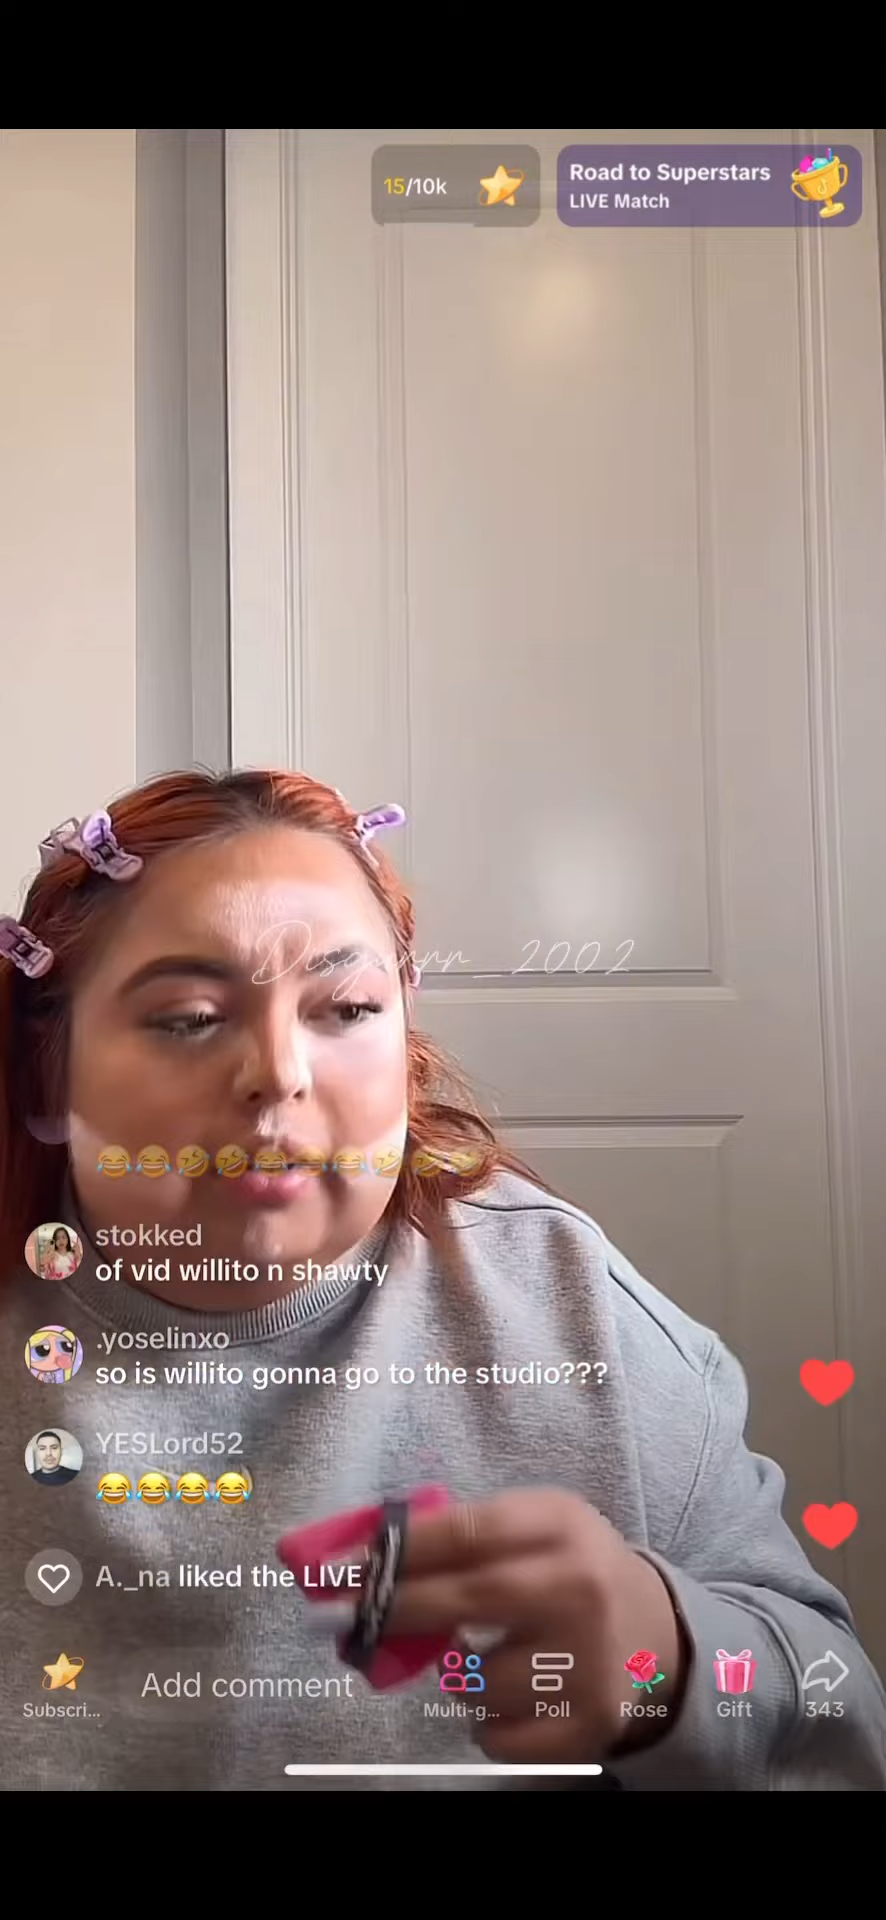 15/10k
Road to Superstars
LIVE Match
Disgurrr_2002
😂😂🤣🤣😂😂😂🤣🤣🤣
stokked
of vid willito n shawty
.yoselinxo
so is willito gonna go to the studio???
YESLord52
😂😂😂😂
A._na liked the LIVE
Subscri...
Add comment
Multi-g...
Poll
Rose
Gift
343